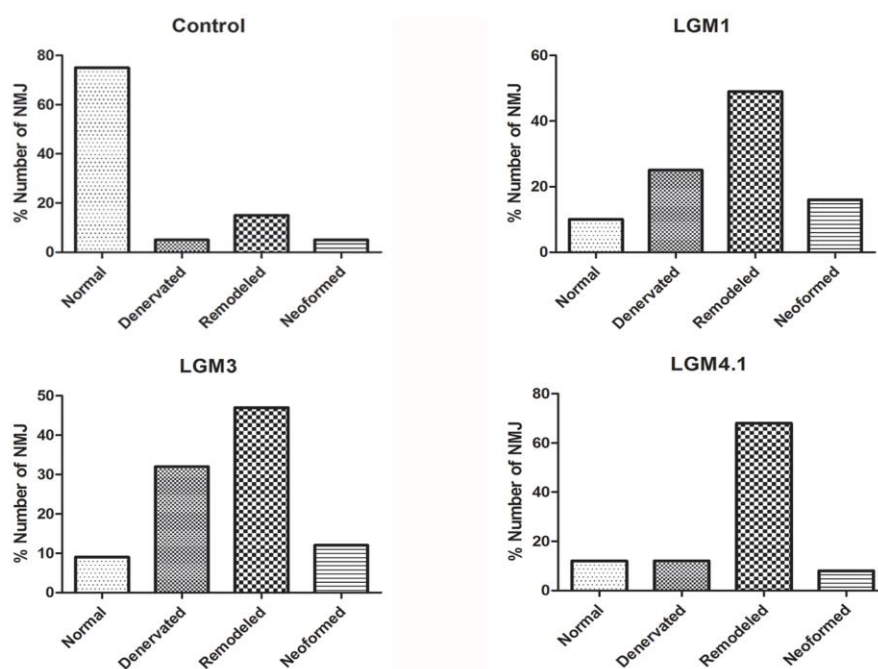 Control
% Number of NMJ
80
60
40
20
0
Normal
Denervated
Remodeled
Neoformed
LGM1
% Number of NMJ
60
40
20
0
Normal
Denervated
Remodeled
Neoformed
LGM3
% Number of NMJ
50
40
30
20
10
0
Normal
Denervated
Remodeled
Neoformed
LGM4.1
% Number of NMJ
80
60
40
20
0
Normal
Denervated
Remodeled
Neoformed